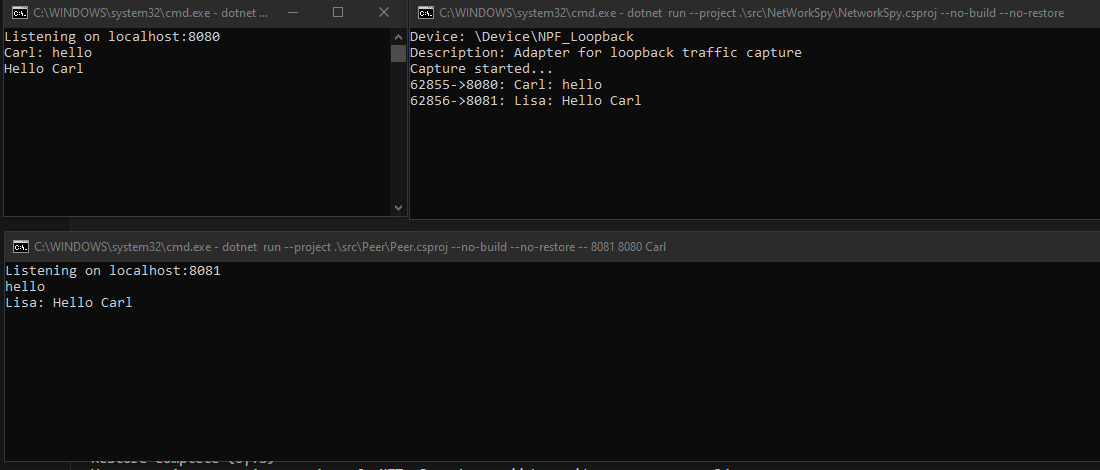 C:\WINDOWS\system32\cmd.exe - dotnet ...
Listening on localhost:8080
Carl: hello
Hello Carl
C:\WINDOWS\system32\cmd.exe - dotnet run --project .\src\NetWorkSpy\NetworkSpy.csproj --no-build --no-restore
Device: \Device\NPF_Loopback
Description: Adapter for loopback traffic capture
Capture started...
62855->8080: Carl: hello
62856->8081: Lisa: Hello Carl
C:\WINDOWS\system32\cmd.exe - dotnet run --project .\src\Peer\Peer.csproj --no-build --no-restore -- 8081 8080 Carl
Listening on localhost:8081
hello
Lisa: Hello Carl